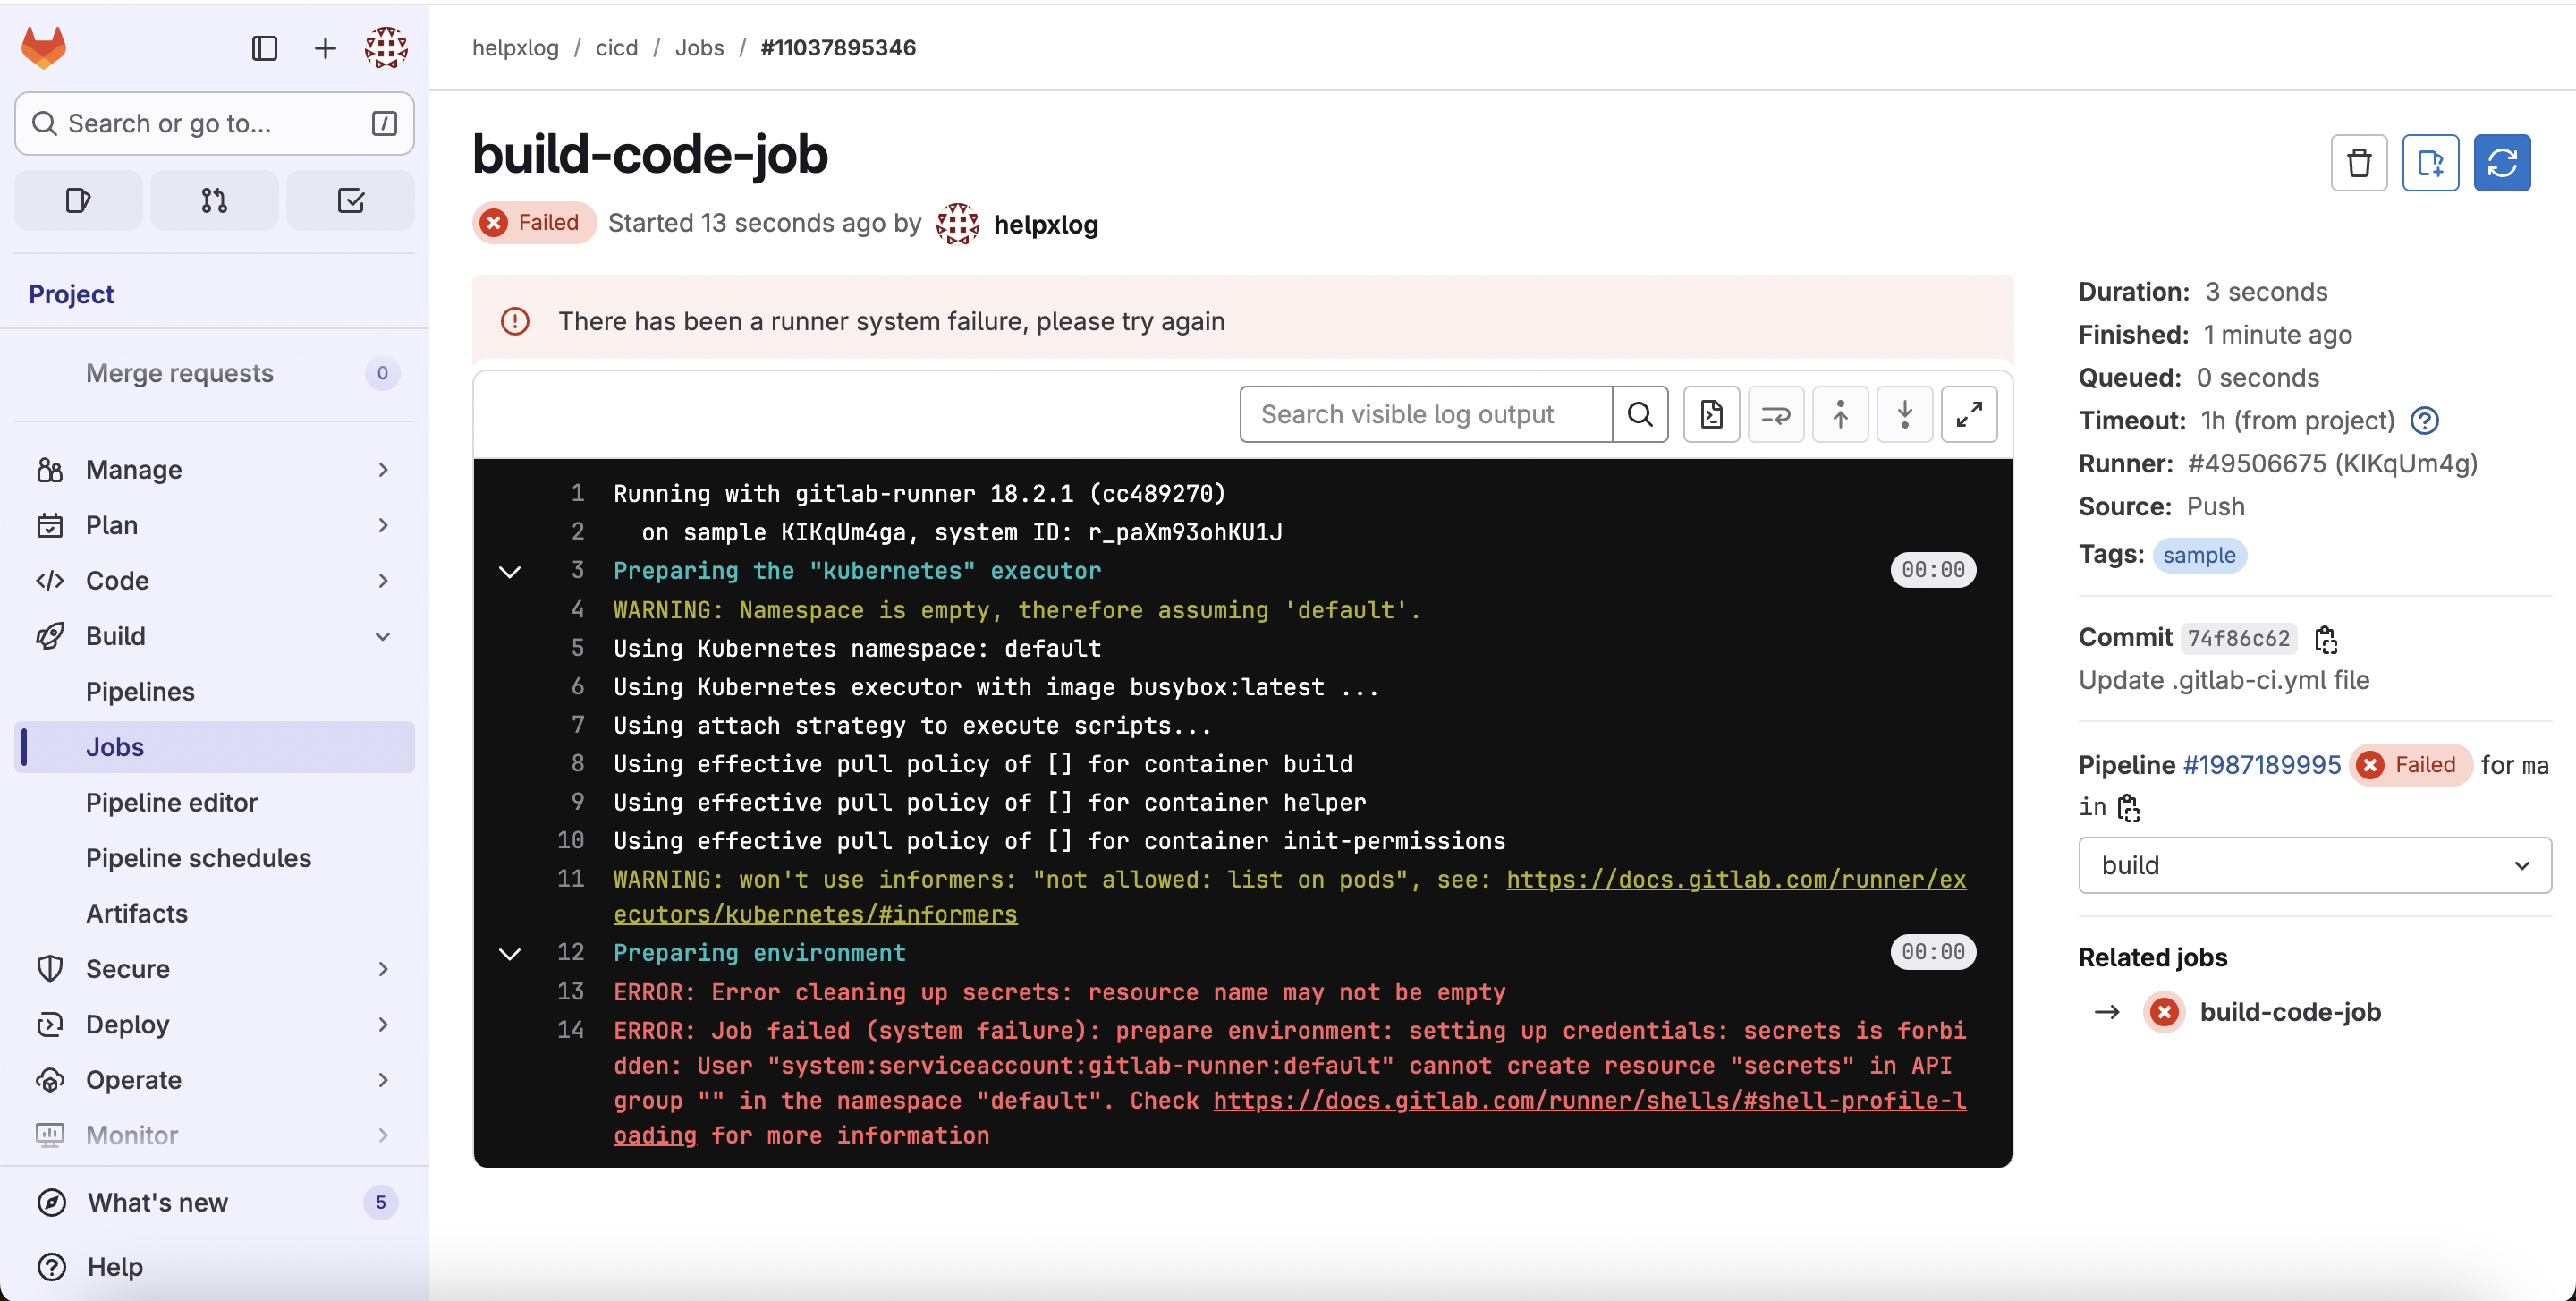 helpxlog / cicd / Jobs / #11037895346
Search or go to... /
Project
Merge requests 0
Manage
Plan
Code
Build
Pipelines
Jobs
Pipeline editor
Pipeline schedules
Artifacts
Secure
Deploy
Operate
Monitor
What's new 5
Help
build-code-job
Failed Started 13 seconds ago by helpxlog
There has been a runner system failure, please try again
Search visible log output
1 Running with gitlab-runner 18.2.1 (cc489270)
2 on sample KIKqUm4ga, system ID: r_paXm93ohKU1J
3 Preparing the "kubernetes" executor 00:00
4 WARNING: Namespace is empty, therefore assuming 'default'.
5 Using Kubernetes namespace: default
6 Using Kubernetes executor with image busybox:latest ...
7 Using attach strategy to execute scripts...
8 Using effective pull policy of [] for container build
9 Using effective pull policy of [] for container helper
10 Using effective pull policy of [] for container init-permissions
11 WARNING: won't use informers: "not allowed: list on pods", see: https://docs.gitlab.com/runner/ex
ecutors/kubernetes/#informers
12 Preparing environment 00:00
13 ERROR: Error cleaning up secrets: resource name may not be empty
14 ERROR: Job failed (system failure): prepare environment: setting up credentials: secrets is forbi
dden: User "system:serviceaccount:gitlab-runner:default" cannot create resource "secrets" in API
group "" in the namespace "default". Check https://docs.gitlab.com/runner/shells/#shell-profile-l
oading for more information
Duration: 3 seconds
Finished: 1 minute ago
Queued: 0 seconds
Timeout: 1h (from project)
Runner: #49506675 (KIKqUm4g)
Source: Push
Tags: sample
Commit 74f86c62
Update .gitlab-ci.yml file
Pipeline #1987189995 Failed for ma
in
build
Related jobs
build-code-job